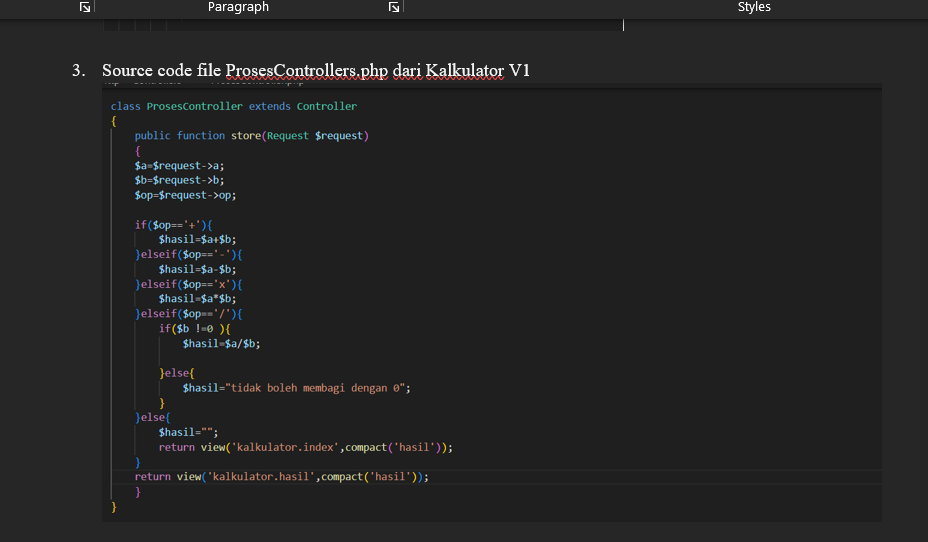 Paragraph
Styles
3. Source code file ProsesControllers.php dari Kalkulator V1
class ProsesController extends Controller
{
public function store(Request $request)
{
$a=$request->a;
$b=$request->b;
$op=$request->op;
if($op=='+'){
$hasil=$a+$b;
}elseif($op=='-'){
$hasil=$a-$b;
}elseif($op=='x'){
$hasil=$a*$b;
}elseif($op=='/'){
if($b !=0 ){
$hasil=$a/$b;
}else{
$hasil="tidak boleh membagi dengan 0";
}
}else{
$hasil="";
return view('kalkulator.index',compact('hasil'));
}
return view('kalkulator.hasil',compact('hasil'));
}
}